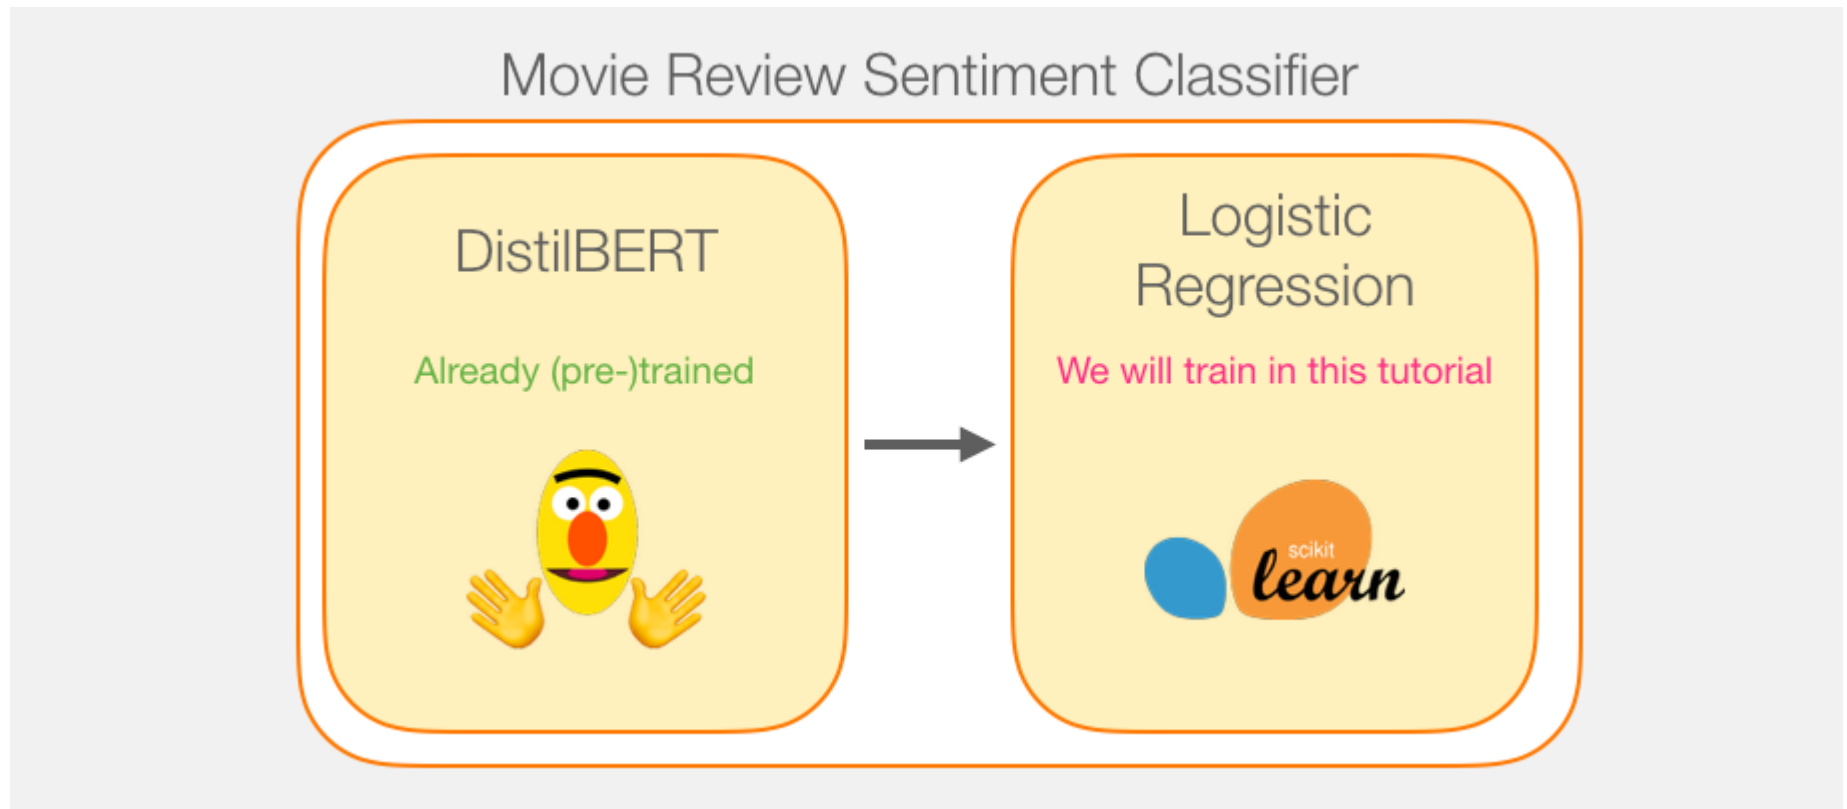 Movie Review Sentiment Classifier
DistilBERT
Already (pre-)trained
Logistic
Regression
We will train in this tutorial
scikit
learn